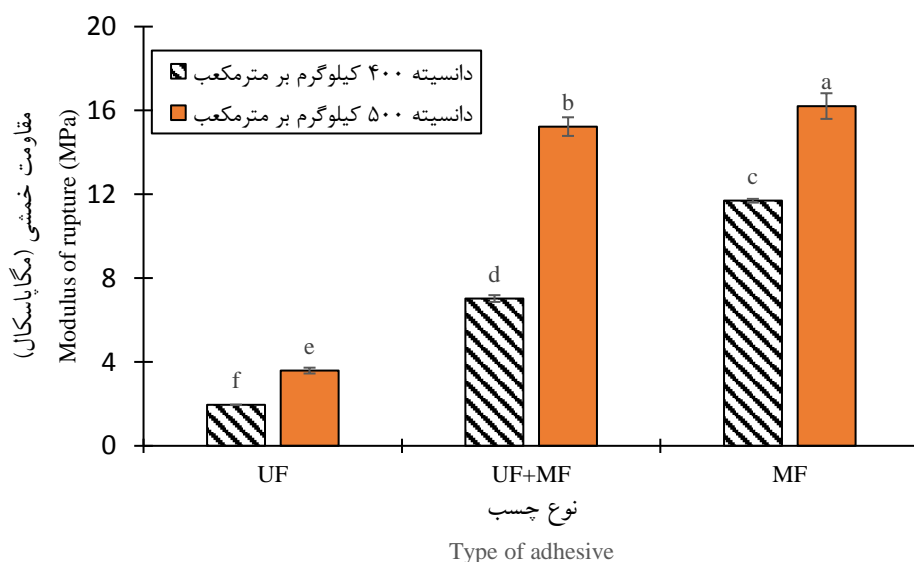 20
16
12
8
4
0
مقاومت خمشی (مگاپاسکال)
Modulus of rupture (MPa)
دانسیته ۴۰۰ کیلوگرم بر مترمکعب
دانسیته ۵۰۰ کیلوگرم بر مترمکعب
f
e
d
b
c
a
UF
UF+MF
MF
نوع چسب
Type of adhesive